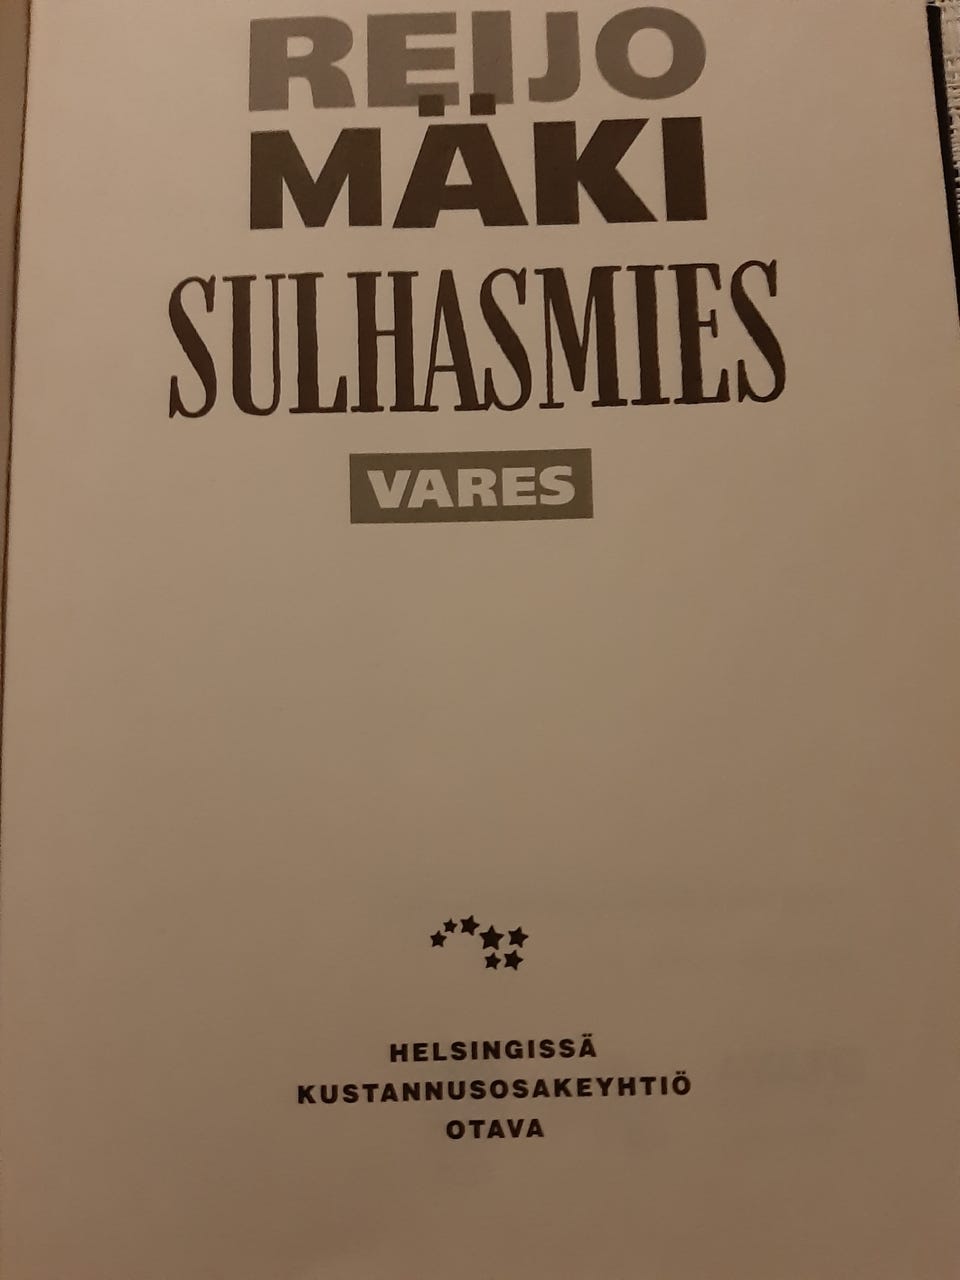 REIJO
MÄKI
SULHASMIES
VARES
HELSINGISSÄ
KUSTANNUSOSAKEYHTIÖ
OTAVA